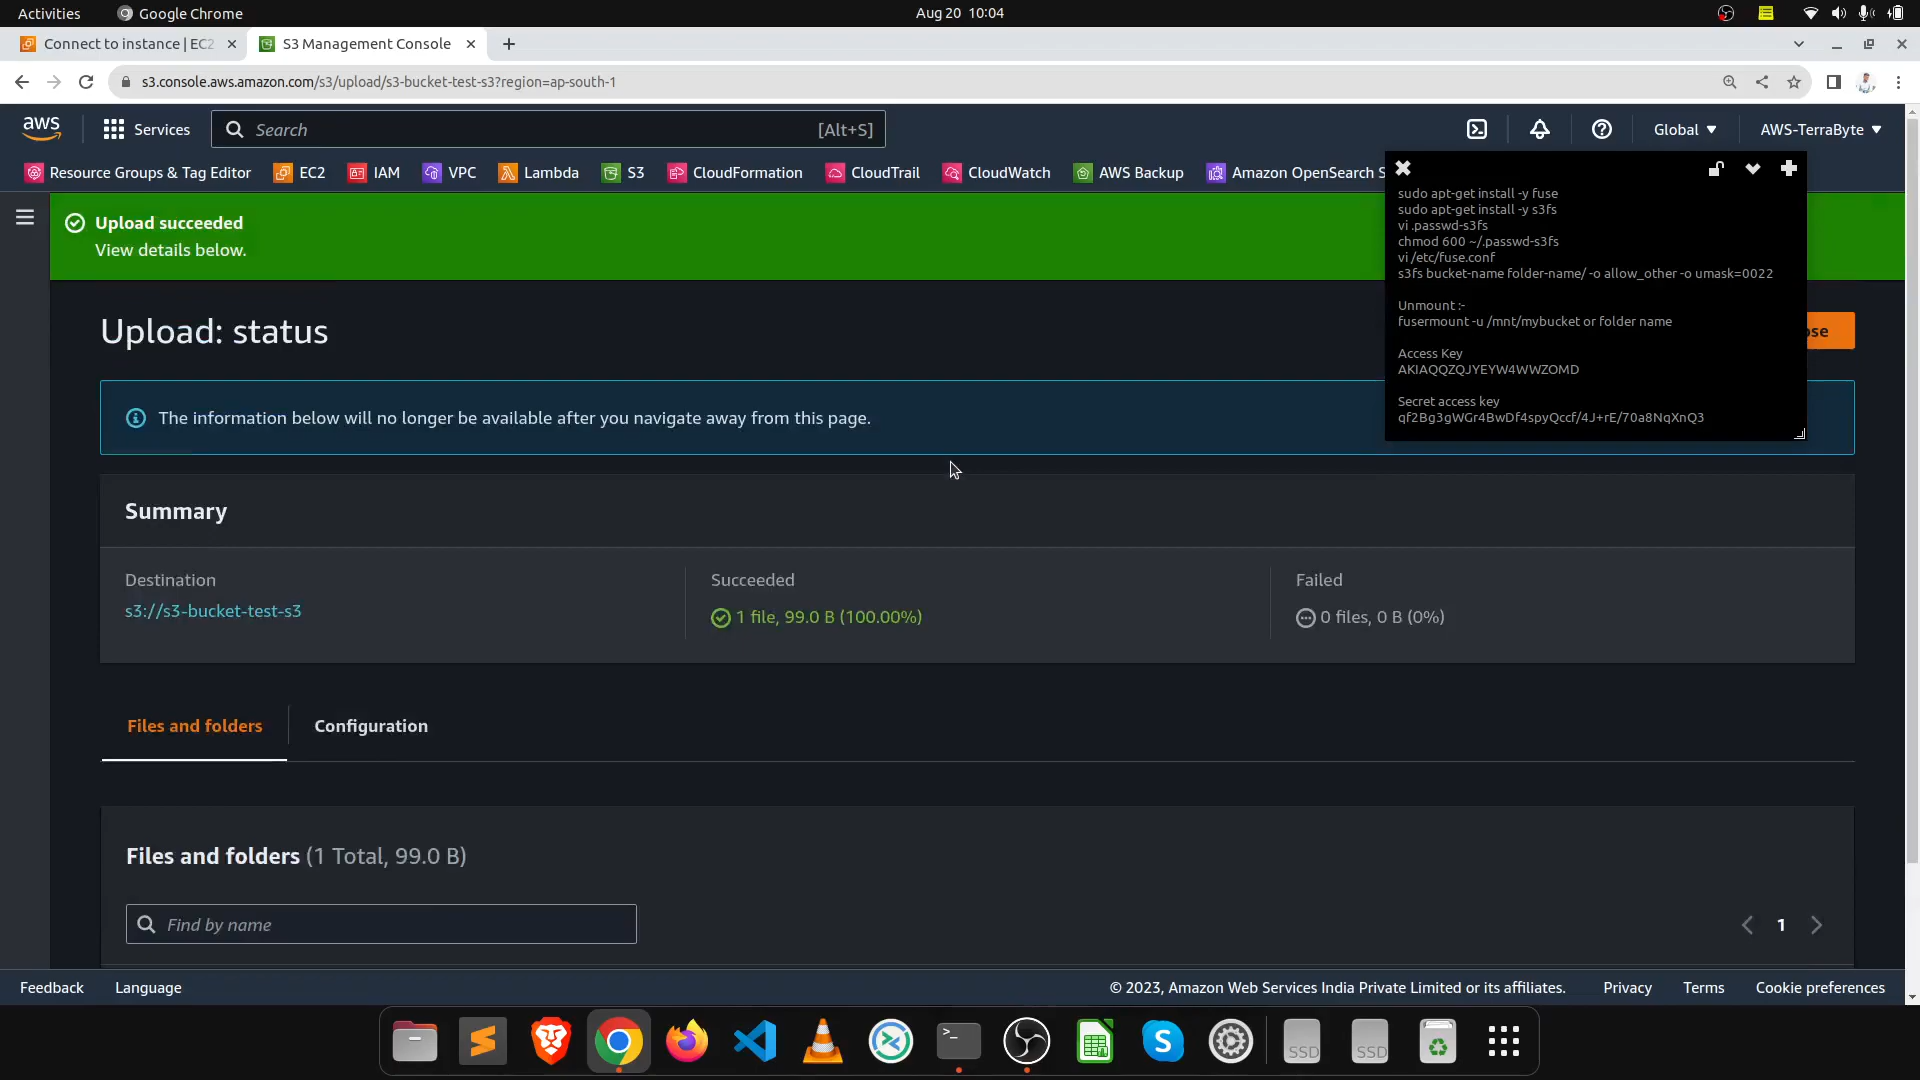 Activities
Google Chrome
Aug 20 10:04
Connect to instance | EC2
S3 Management Console
s3.console.aws.amazon.com/s3/upload/s3-bucket-test-s3?region=ap-south-1
aws
Services
Search
[Alt+S]
Global
AWS-TerraByte
Resource Groups & Tag Editor
EC2
IAM
VPC
Lambda
S3
CloudFormation
CloudTrail
CloudWatch
AWS Backup
Amazon OpenSearch S
sudo apt-get install -y fuse
sudo apt-get install -y s3fs
vi .passwd-s3fs
chmod 600 ~/.passwd-s3fs
vi /etc/fuse.conf
s3fs bucket-name folder-name/ -o allow_other -o umask=0022
Unmount :-
fusermount -u /mnt/mybucket or folder name
Access Key
AKIAQQZQJYEYW4WWZOMD
Secret access key
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
Upload succeeded
View details below.
Upload: status
ose
The information below will no longer be available after you navigate away from this page.
Summary
Destination
s3://s3-bucket-test-s3
Succeeded
1 file, 99.0 B (100.00%)
Failed
0 files, 0 B (0%)
Files and folders
Configuration
Files and folders (1 Total, 99.0 B)
Find by name
1
Feedback
Language
© 2023, Amazon Web Services India Private Limited or its affiliates.
Privacy
Terms
Cookie preferences
SSD
SSD